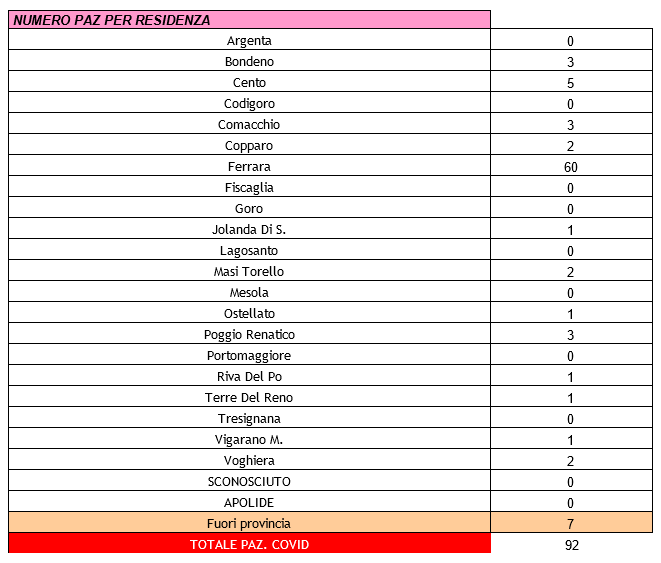 NUMERO PAZ PER RESIDENZA
Argenta 0
Bondeno 3
Cento 5
Codigoro 0
Comacchio 3
Copparo 2
Ferrara 60
Fiscaglia 0
Goro 0
Jolanda Di S. 1
Lagosanto 0
Masi Torello 2
Mesola 0
Ostellato 1
Poggio Renatico 3
Portomaggiore 0
Riva Del Po 1
Terre Del Reno 1
Tresignana 0
Vigarano M. 1
Voghiera 2
SCONOSCIUTO 0
APOLIDE 0
Fuori provincia 7
TOTALE PAZ. COVID 92